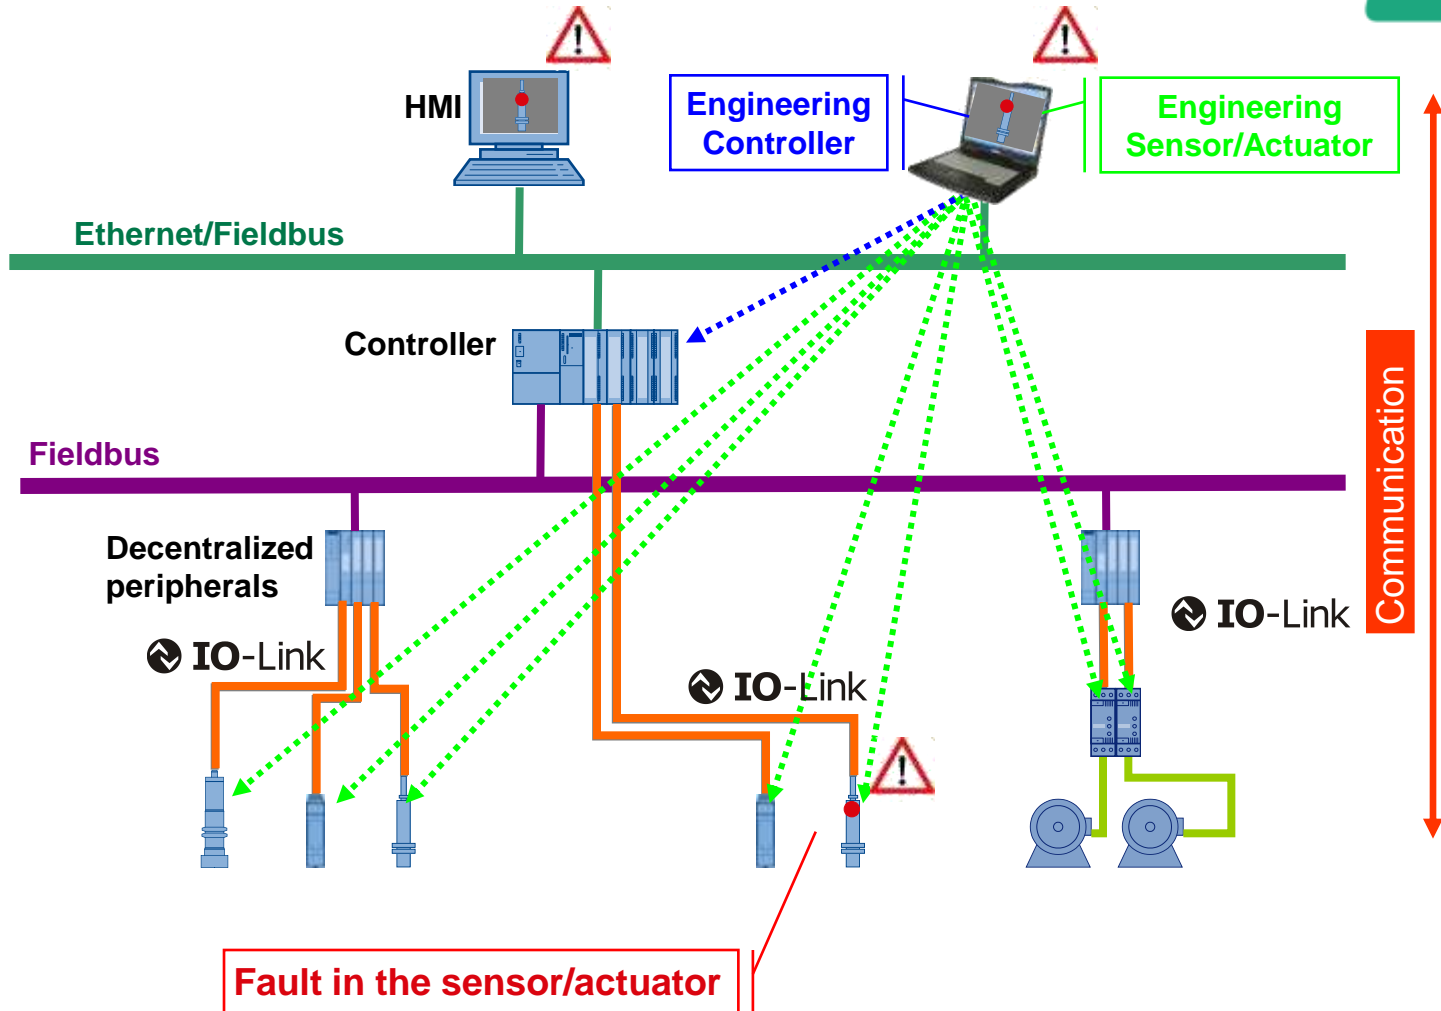 HMI
Engineering
Controller
Engineering
Sensor/Actuator
Ethernet/Fieldbus
Controller
Fieldbus
Decentralized
peripherals
IO-Link
IO-Link
IO-Link
Communication
Fault in the sensor/actuator